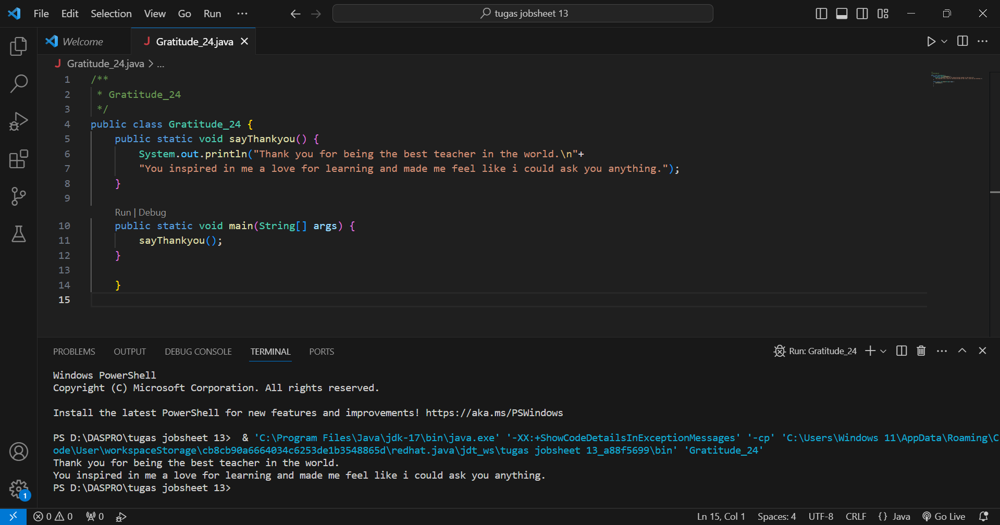 File Edit Selection View Go Run ··· tugas jobsheet 13
Welcome Gratitude_24.java
J Gratitude_24.java > ...
1 /**
2  * Gratitude_24
3  */
4 public class Gratitude_24 {
5     public static void sayThankyou() {
6         System.out.println("Thank you for being the best teacher in the world.\n"+
7         "You inspired in me a love for learning and made me feel like i could ask you anything.");
8     }
9
Run | Debug
10     public static void main(String[] args) {
11         sayThankyou();
12     }
13
14     }
15
PROBLEMS OUTPUT DEBUG CONSOLE TERMINAL PORTS Run: Gratitude_24
Windows PowerShell
Copyright (C) Microsoft Corporation. All rights reserved.
Install the latest PowerShell for new features and improvements! https://aka.ms/PSWindows
PS D:\DASPRO\tugas jobsheet 13>  & 'C:\Program Files\Java\jdk-17\bin\java.exe' '-XX:+ShowCodeDetailsInExceptionMessages' '-cp' 'C:\Users\Windows 11\AppData\Roaming\C
ode\User\workspaceStorage\cb8cb90a6664034c6253de1b3548865d\redhat.java\jdt_ws\tugas jobsheet 13_a88f5699\bin' 'Gratitude_24'
Thank you for being the best teacher in the world.
You inspired in me a love for learning and made me feel like i could ask you anything.
PS D:\DASPRO\tugas jobsheet 13>
1
0 0 0 Ln 15, Col 1 Spaces: 4 UTF-8 CRLF {} Java Go Live